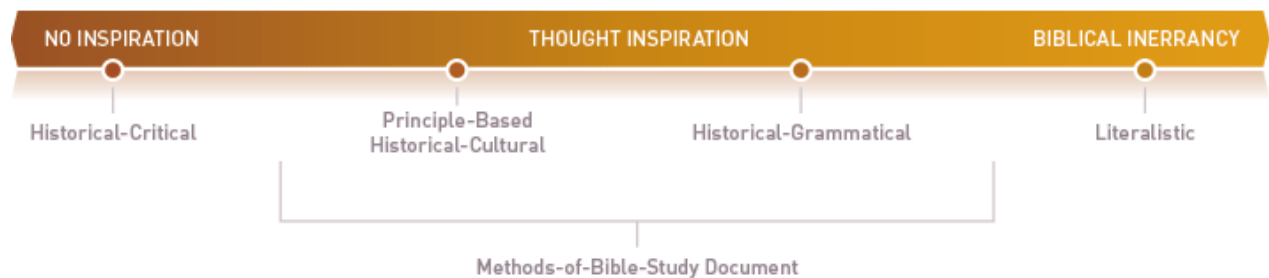 NO INSPIRATION
THOUGHT INSPIRATION
BIBLICAL INERRANCY
Historical-Critical
Principle-Based
Historical-Cultural
Historical-Grammatical
Literalistic
Methods-of-Bible-Study Document